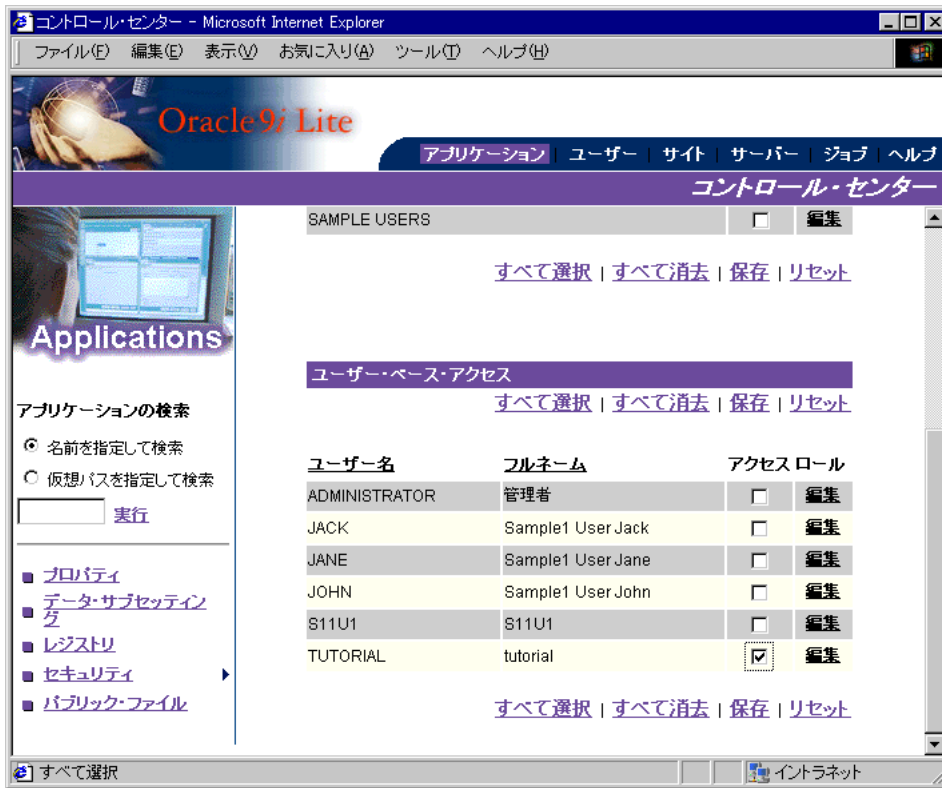 コントロール・センター - Microsoft Internet Explorer
ファイル(F) 編集(E) 表示(V) お気に入り(A) ツール(T) ヘルプ(H)
Oracle9i Lite
アプリケーション ユーザー サイト サーバー ジョブ ヘルプ
コントロール・センター
Applications
アプリケーションの検索
名前を指定して検索
仮想パスを指定して検索
実行
プロパティ
データ・サブセッティン
グ
レジストリ
セキュリティ
パブリック・ファイル
SAMPLE USERS 編集
すべて選択 | すべて消去 | 保存 | リセット
ユーザー・ベース・アクセス
すべて選択 | すべて消去 | 保存 | リセット
ユーザー名 フルネーム アクセス ロール
ADMINISTRATOR 管理者 編集
JACK Sample1 User Jack 編集
JANE Sample1 User Jane 編集
JOHN Sample1 User John 編集
S11U1 S11U1 編集
TUTORIAL tutorial 編集
すべて選択 | すべて消去 | 保存 | リセット
すべて選択 イントラネット